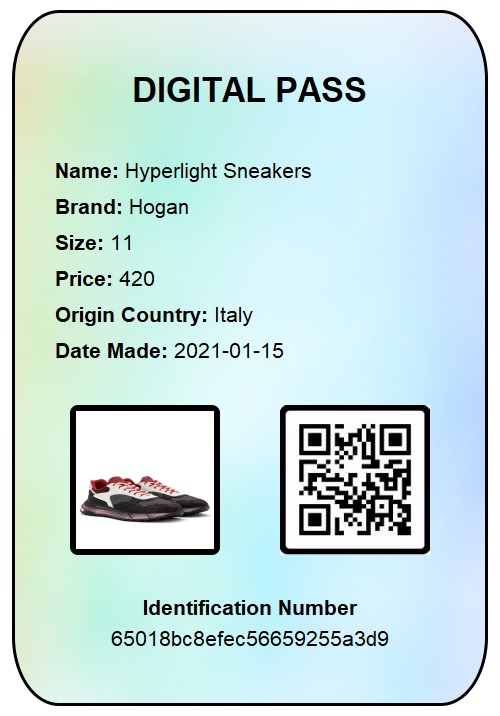 DIGITAL PASS
Name: Hyperlight Sneakers
Brand: Hogan
Size: 11
Price: 420
Origin Country: Italy
Date Made: 2021-01-15
Identification Number
65018bc8efec56659255a3d9